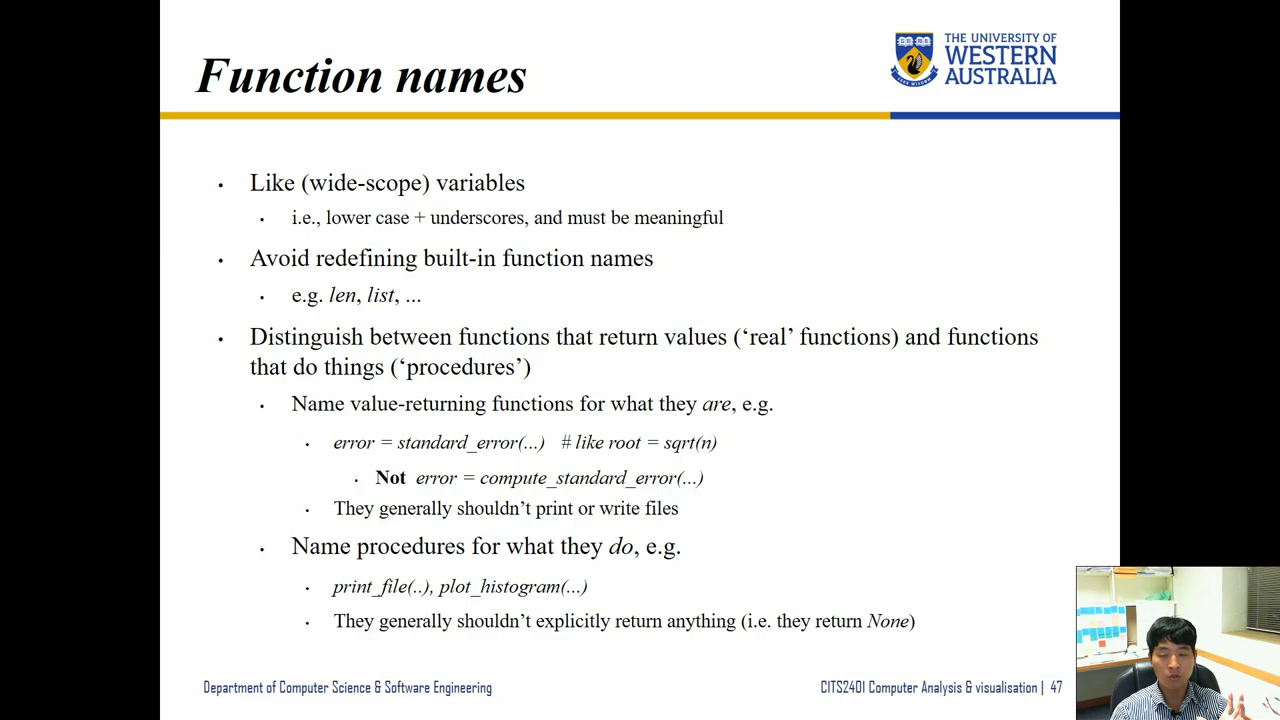 Function names
THE UNIVERSITY OF
WESTERN
AUSTRALIA
• Like (wide-scope) variables
• i.e., lower case + underscores, and must be meaningful
• Avoid redefining built-in function names
• e.g. len, list, ...
• Distinguish between functions that return values (‘real’ functions) and functions
that do things (‘procedures’)
• Name value-returning functions for what they are, e.g.
• error = standard_error(...) # like root = sqrt(n)
• Not error = compute_standard_error(...)
• They generally shouldn’t print or write files
• Name procedures for what they do, e.g.
• print_file(..), plot_histogram(...)
• They generally shouldn’t explicitly return anything (i.e. they return None)
Department of Computer Science & Software Engineering
CITS2401 Computer Analysis & visualisation | 47